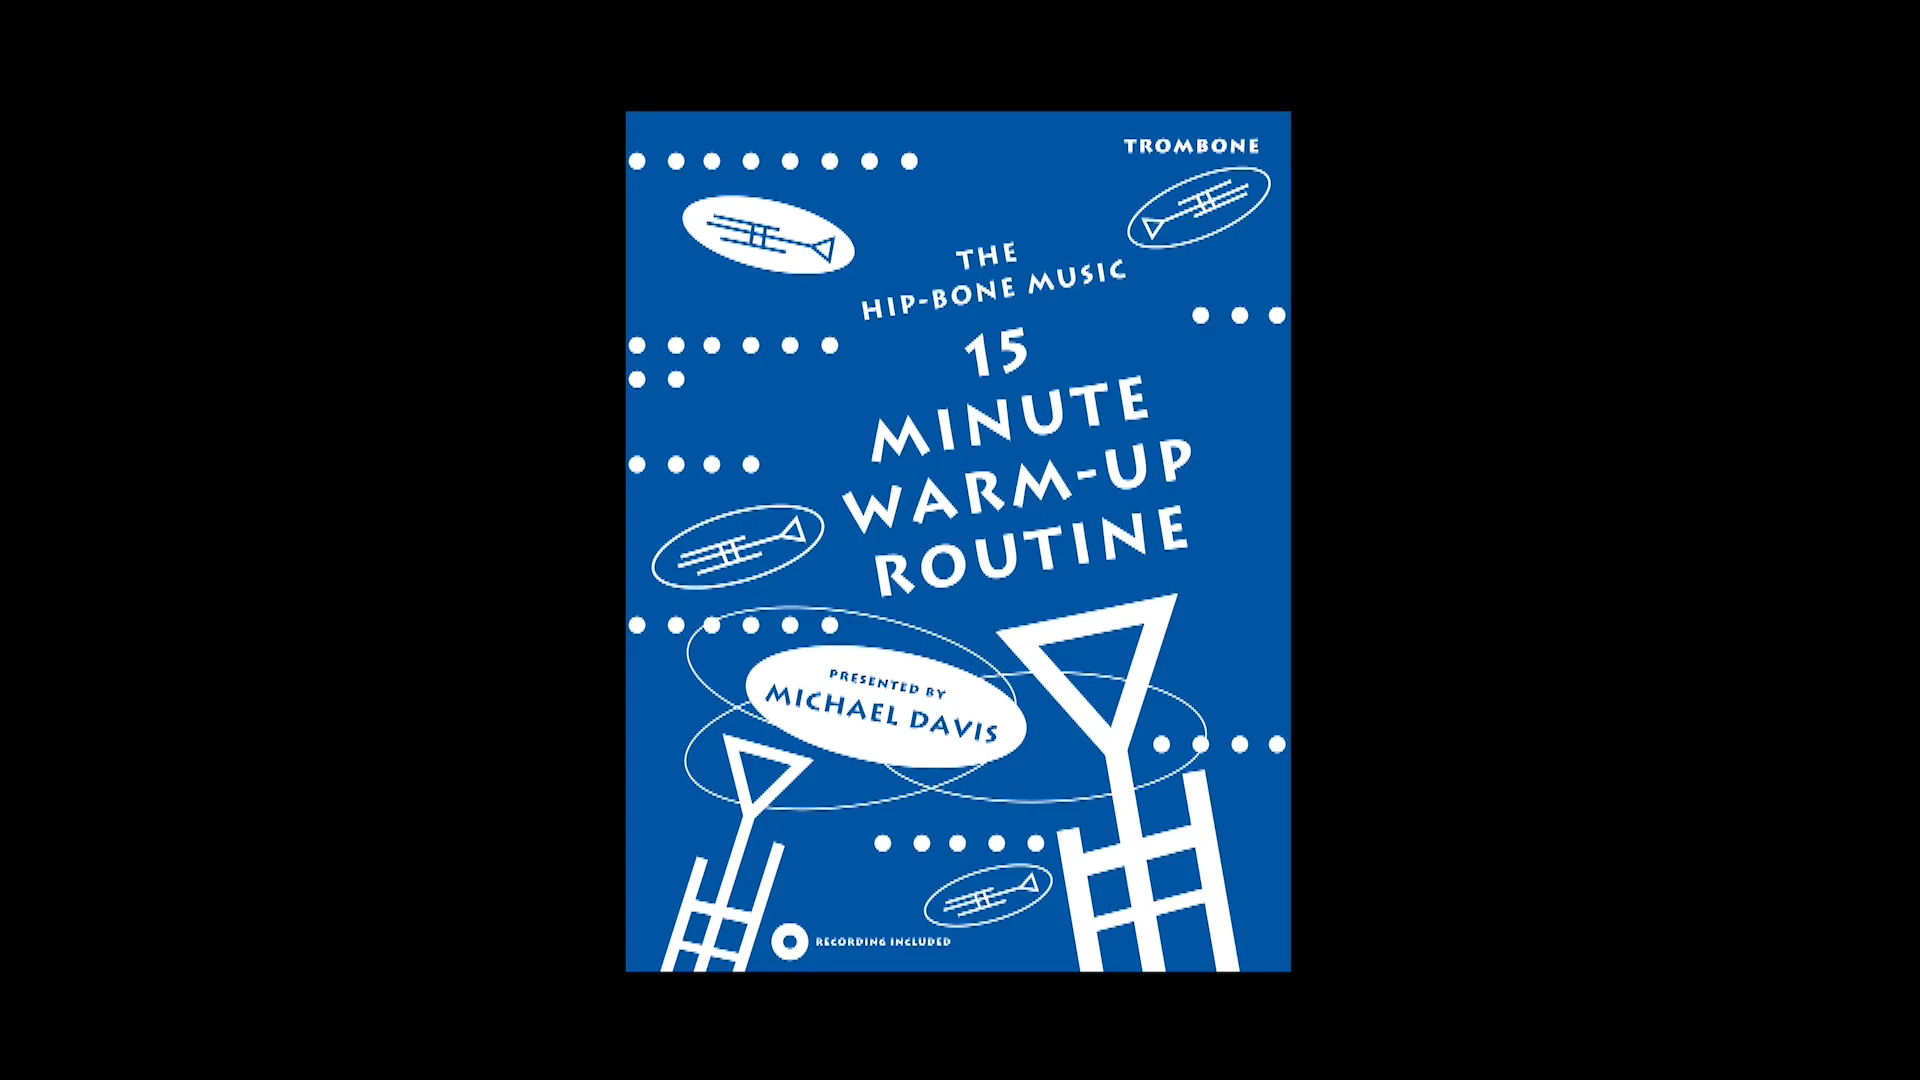 TROMBONE
THE
HIP-BONE MUSIC
15
MINUTE
WARM-UP
ROUTINE
PRESENTED BY
MICHAEL DAVIS
RECORDING INCLUDED